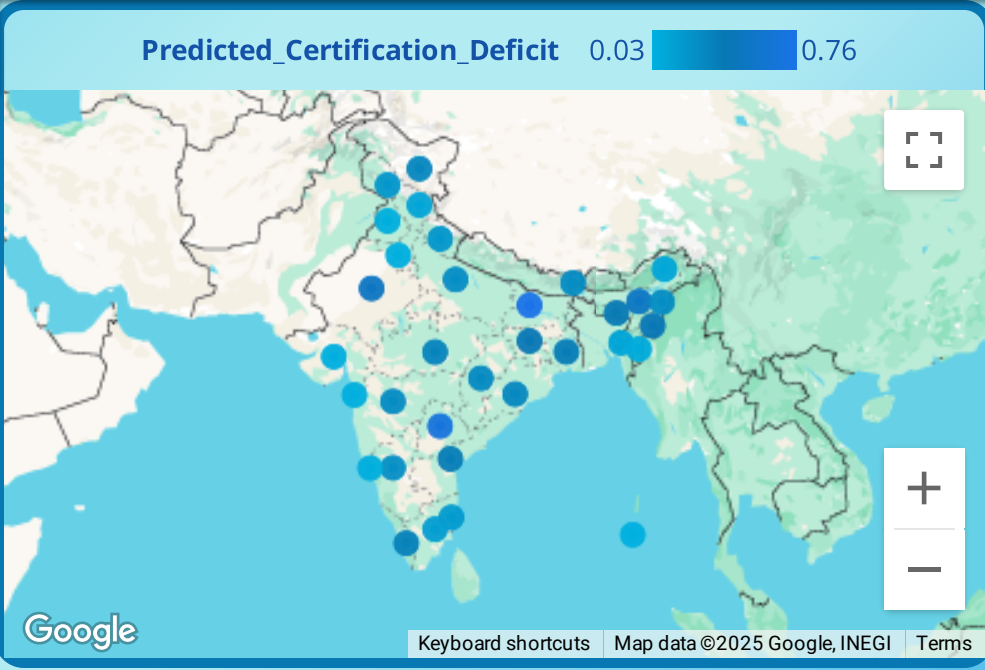 Predicted_Certification_Deficit 0.03 0.76
Google
Keyboard shortcuts Map data ©2025 Google, INEGI Terms